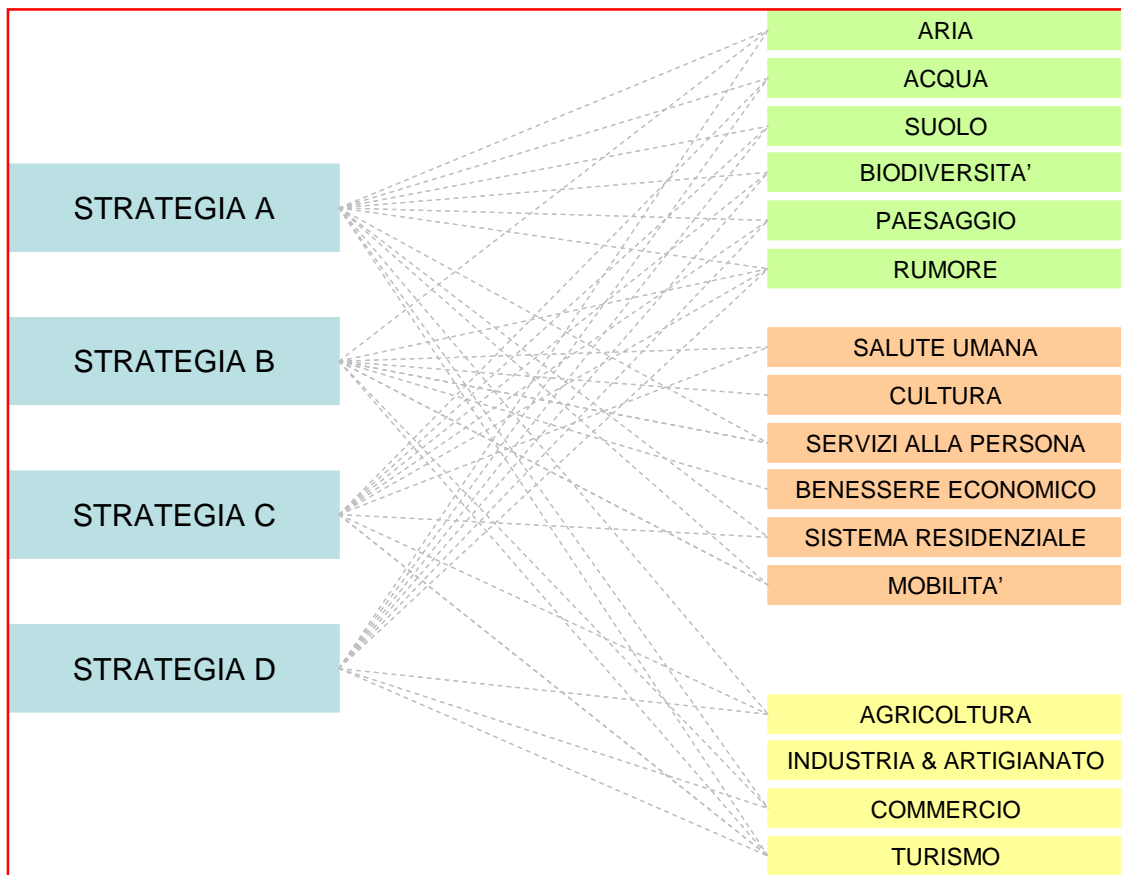 STRATEGIA A
STRATEGIA B
STRATEGIA C
STRATEGIA D
ARIA
ACQUA
SUOLO
BIODIVERSITA’
PAESAGGIO
RUMORE
SALUTE UMANA
CULTURA
SERVIZI ALLA PERSONA
BENESSERE ECONOMICO
SISTEMA RESIDENZIALE
MOBILITA’
AGRICOLTURA
INDUSTRIA & ARTIGIANATO
COMMERCIO
TURISMO